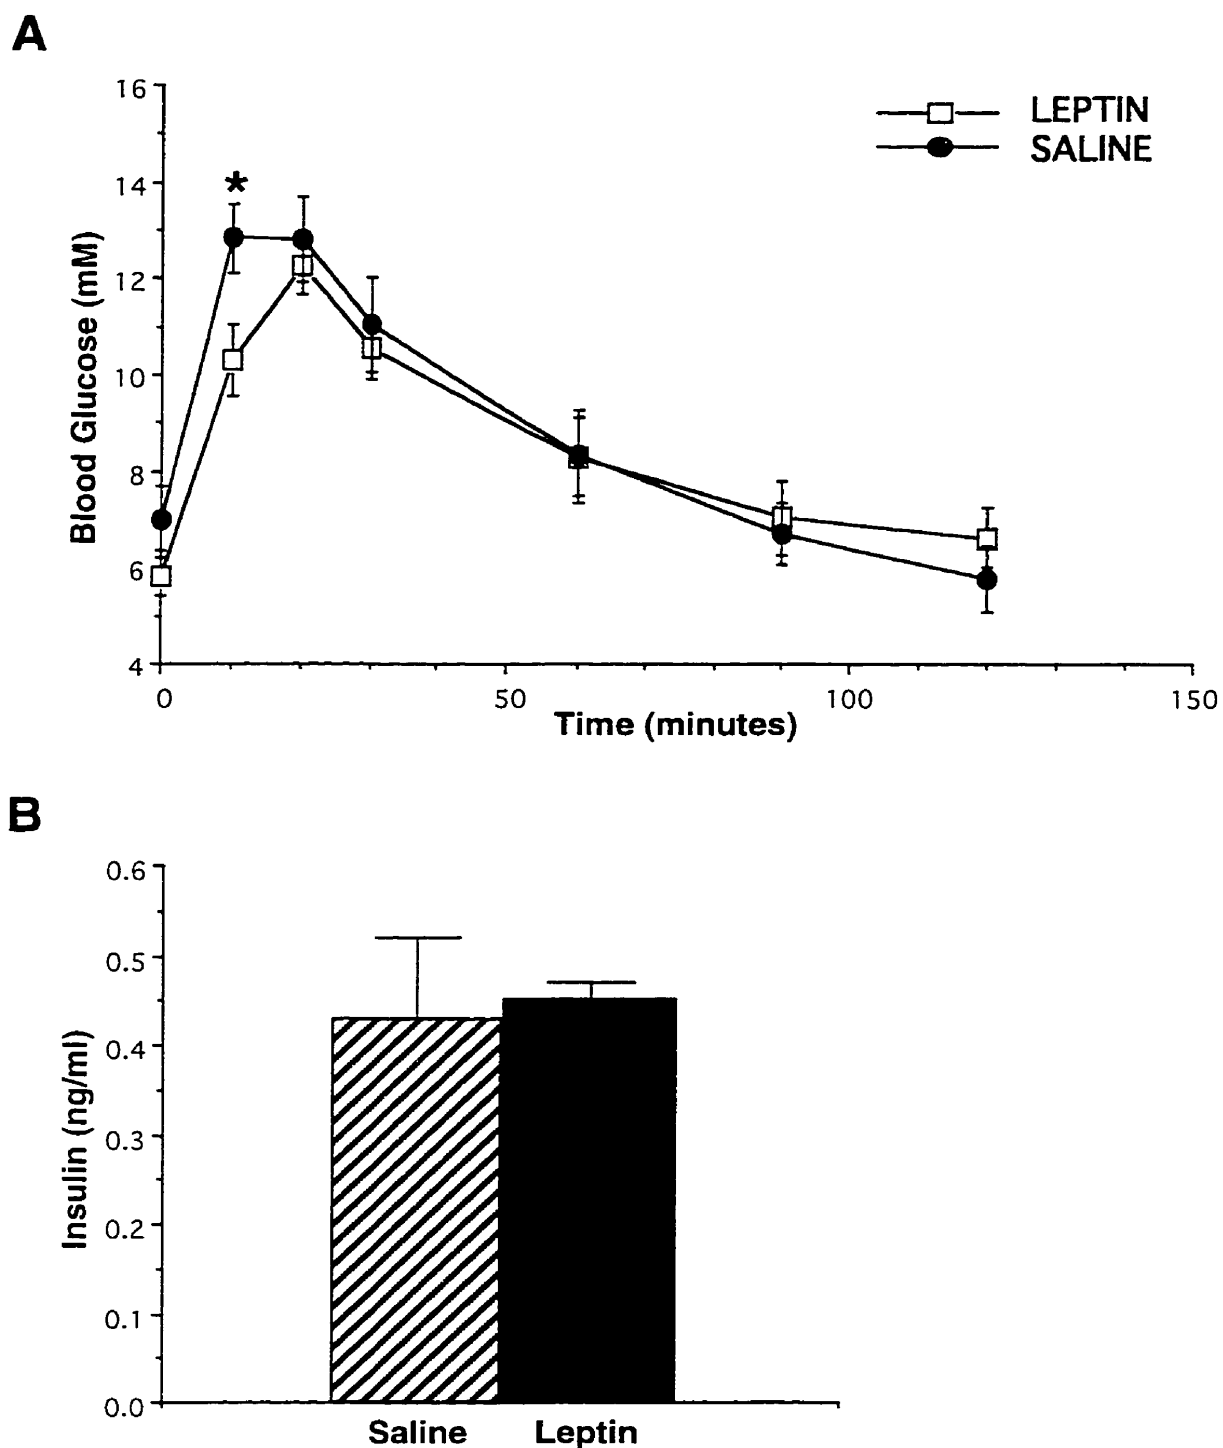 A
16
14
12
10
8
6
4
*
LEPTIN
SALINE
Blood Glucose (mM)
0 50 100 150
Time (minutes)
B
0.6
0.5
0.4
0.3
0.2
0.1
0.0
Insulin (ng/ml)
Saline Leptin